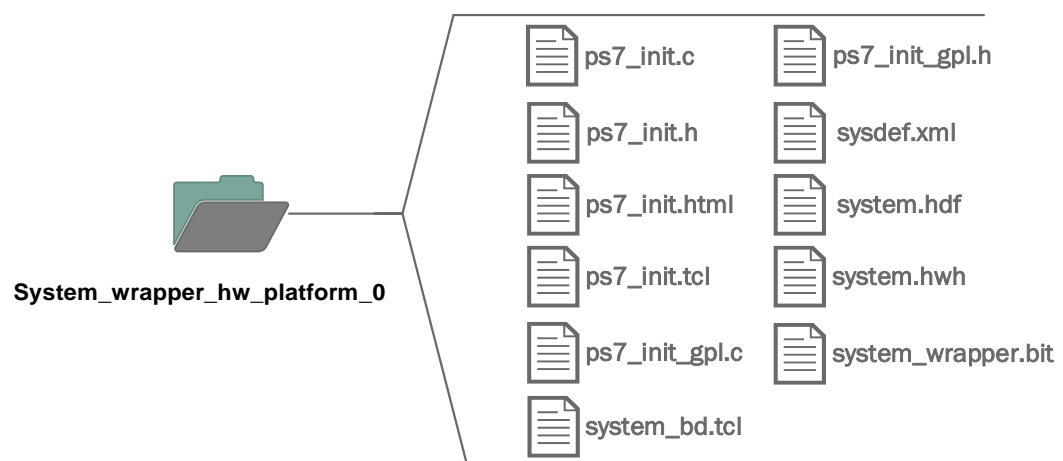 ps7_init.c
ps7_init_gpl.h
ps7_init.h
sysdef.xml
ps7_init.html
system.hdf
ps7_init.tcl
system.hwh
ps7_init_gpl.c
system_wrapper.bit
system_bd.tcl
System_wrapper_hw_platform_0